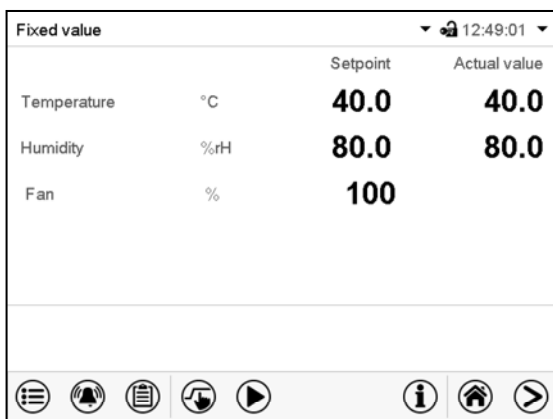 Fixed value 12:49:01
Setpoint Actual value
Temperature °C 40.0 40.0
Humidity %rH 80.0 80.0
Fan % 100